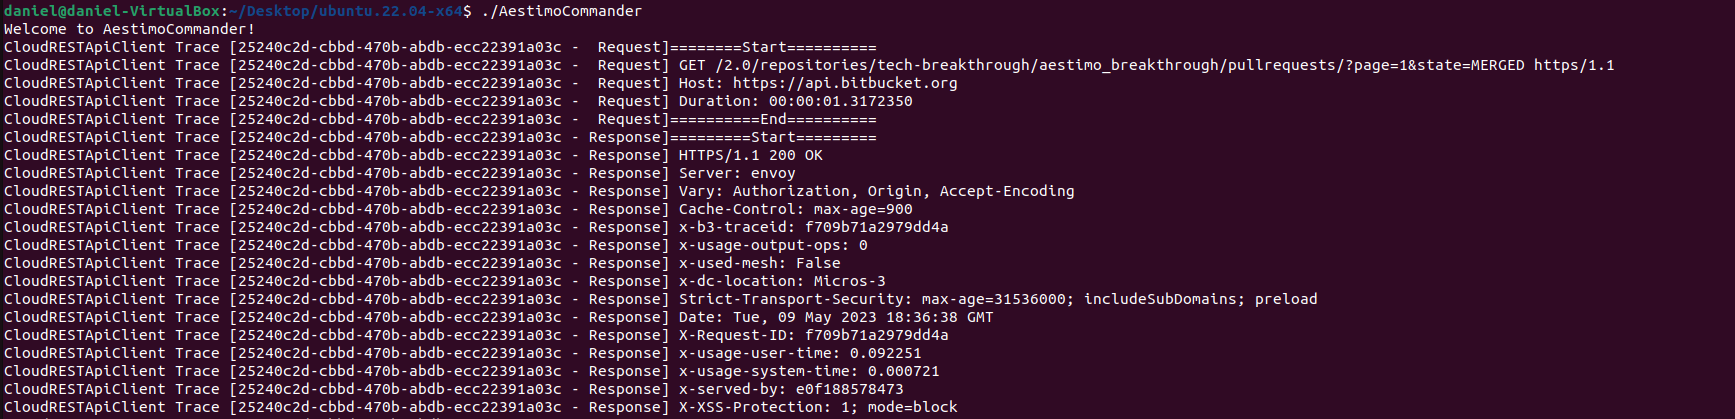 daniel@daniel-VirtualBox:~/Desktop/ubuntu.22.04-x64$ ./AestimoCommander
Welcome to AestimoCommander!
CloudRESTApiClient Trace [25240c2d-cbbd-470b-abdb-ecc22391a03c -  Request]========Start==========
CloudRESTApiClient Trace [25240c2d-cbbd-470b-abdb-ecc22391a03c -  Request] GET /2.0/repositories/tech-breakthrough/aestimo_breakthrough/pullrequests/?page=1&state=MERGED https/1.1
CloudRESTApiClient Trace [25240c2d-cbbd-470b-abdb-ecc22391a03c -  Request] Host: https://api.bitbucket.org
CloudRESTApiClient Trace [25240c2d-cbbd-470b-abdb-ecc22391a03c -  Request] Duration: 00:00:01.3172350
CloudRESTApiClient Trace [25240c2d-cbbd-470b-abdb-ecc22391a03c -  Request]==========End==========
CloudRESTApiClient Trace [25240c2d-cbbd-470b-abdb-ecc22391a03c - Response]=========Start=========
CloudRESTApiClient Trace [25240c2d-cbbd-470b-abdb-ecc22391a03c - Response] HTTPS/1.1 200 OK
CloudRESTApiClient Trace [25240c2d-cbbd-470b-abdb-ecc22391a03c - Response] Server: envoy
CloudRESTApiClient Trace [25240c2d-cbbd-470b-abdb-ecc22391a03c - Response] Vary: Authorization, Origin, Accept-Encoding
CloudRESTApiClient Trace [25240c2d-cbbd-470b-abdb-ecc22391a03c - Response] Cache-Control: max-age=900
CloudRESTApiClient Trace [25240c2d-cbbd-470b-abdb-ecc22391a03c - Response] x-b3-traceid: f709b71a2979dd4a
CloudRESTApiClient Trace [25240c2d-cbbd-470b-abdb-ecc22391a03c - Response] x-usage-output-ops: 0
CloudRESTApiClient Trace [25240c2d-cbbd-470b-abdb-ecc22391a03c - Response] x-used-mesh: False
CloudRESTApiClient Trace [25240c2d-cbbd-470b-abdb-ecc22391a03c - Response] x-dc-location: Micros-3
CloudRESTApiClient Trace [25240c2d-cbbd-470b-abdb-ecc22391a03c - Response] Strict-Transport-Security: max-age=31536000; includeSubDomains; preload
CloudRESTApiClient Trace [25240c2d-cbbd-470b-abdb-ecc22391a03c - Response] Date: Tue, 09 May 2023 18:36:38 GMT
CloudRESTApiClient Trace [25240c2d-cbbd-470b-abdb-ecc22391a03c - Response] X-Request-ID: f709b71a2979dd4a
CloudRESTApiClient Trace [25240c2d-cbbd-470b-abdb-ecc22391a03c - Response] x-usage-user-time: 0.092251
CloudRESTApiClient Trace [25240c2d-cbbd-470b-abdb-ecc22391a03c - Response] x-usage-system-time: 0.000721
CloudRESTApiClient Trace [25240c2d-cbbd-470b-abdb-ecc22391a03c - Response] x-served-by: e0f188578473
CloudRESTApiClient Trace [25240c2d-cbbd-470b-abdb-ecc22391a03c - Response] X-XSS-Protection: 1; mode=block